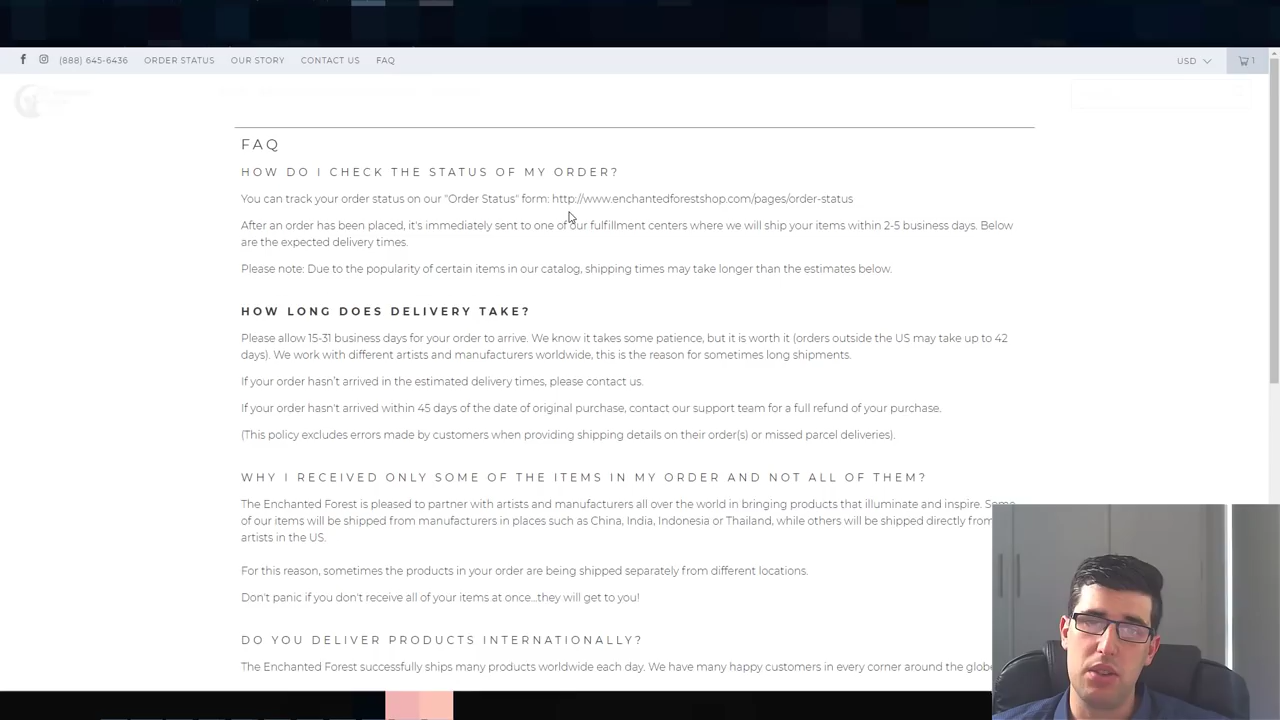 (888) 645-6436 ORDER STATUS OUR STORY CONTACT US FAQ USD 1
FAQ
HOW DO I CHECK THE STATUS OF MY ORDER?
You can track your order status on our "Order Status" form: http://www.enchantedforestshop.com/pages/order-status
After an order has been placed, it's immediately sent to one of our fulfillment centers where we will ship your items within 2-5 business days. Below
are the expected delivery times.
Please note: Due to the popularity of certain items in our catalog, shipping times may take longer than the estimates below.
HOW LONG DOES DELIVERY TAKE?
Please allow 15-31 business days for your order to arrive. We know it takes some patience, but it is worth it (orders outside the US may take up to 42
days). We work with different artists and manufacturers worldwide, this is the reason for sometimes long shipments.
If your order hasn't arrived in the estimated delivery times, please contact us.
If your order hasn't arrived within 45 days of the date of original purchase, contact our support team for a full refund of your purchase.
(This policy excludes errors made by customers when providing shipping details on their order(s) or missed parcel deliveries).
WHY I RECEIVED ONLY SOME OF THE ITEMS IN MY ORDER AND NOT ALL OF THEM?
The Enchanted Forest is pleased to partner with artists and manufacturers all over the world in bringing products that illuminate and inspire. Some
of our items will be shipped from manufacturers in places such as China, India, Indonesia or Thailand, while others will be shipped directly from
artists in the US.
For this reason, sometimes the products in your order are being shipped separately from different locations.
Don't panic if you don't receive all of your items at once...they will get to you!
DO YOU DELIVER PRODUCTS INTERNATIONALLY?
The Enchanted Forest successfully ships many products worldwide each day. We have many happy customers in every corner around the globe